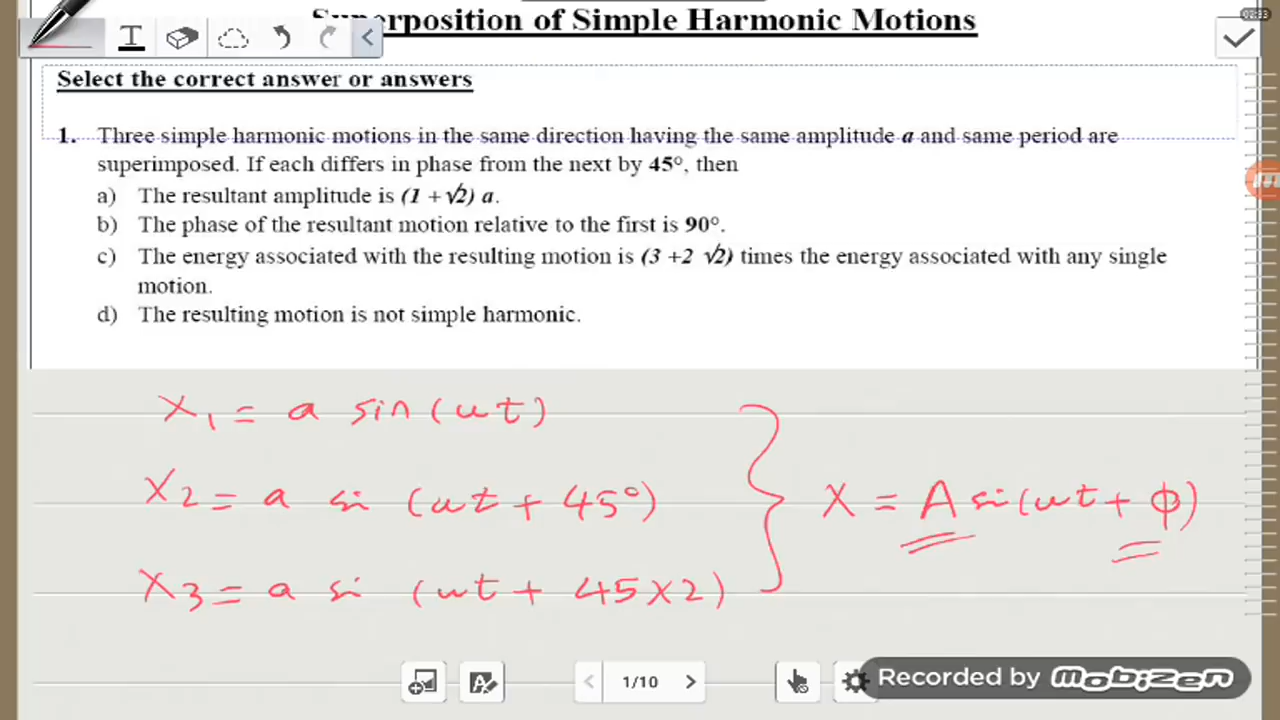 Superposition of Simple Harmonic Motions
02:33
T
Select the correct answer or answers
1. Three simple harmonic motions in the same direction having the same amplitude a and same period are
superimposed. If each differs in phase from the next by 45°, then
a) The resultant amplitude is (1 + √2) a.
b) The phase of the resultant motion relative to the first is 90°.
c) The energy associated with the resulting motion is (3 +2 √2) times the energy associated with any single
motion.
d) The resulting motion is not simple harmonic.
X1 = a sin (ωt)
X2 = a si (ωt + 45°)
X = A si (ωt + φ)
X3 = a si (ωt + 45×2)
1/10
Recorded by mobizen